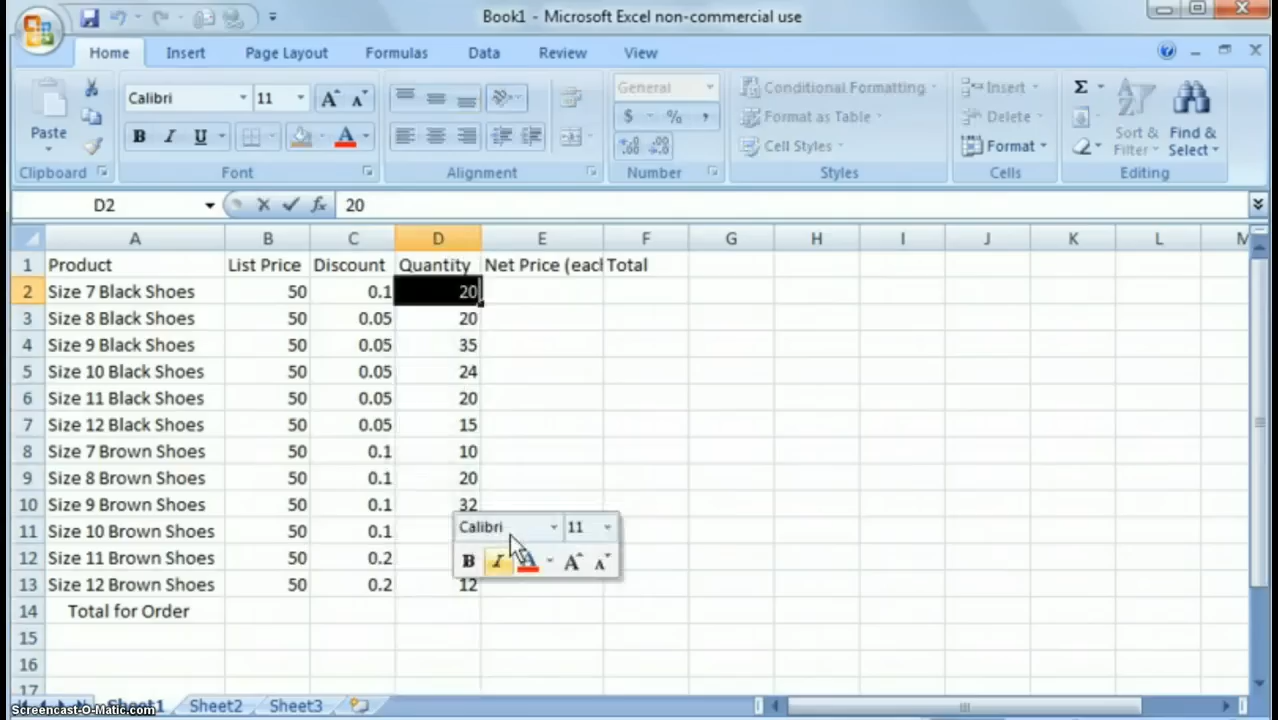 Book1 - Microsoft Excel non-commercial use
Home Insert Page Layout Formulas Data Review View
Calibri 11 A A General Conditional Formatting Insert Σ
Paste B I U A $ % , Format as Table Delete Sort & Find &
Cell Styles Format Filter Select
Clipboard Font Alignment Number Styles Cells Editing
D2 fx 20
A B C D E F G H I J K L M
1 Product List Price Discount Quantity Net Price (eac Total
2 Size 7 Black Shoes 50 0.1 20
3 Size 8 Black Shoes 50 0.05 20
4 Size 9 Black Shoes 50 0.05 35
5 Size 10 Black Shoes 50 0.05 24
6 Size 11 Black Shoes 50 0.05 20
7 Size 12 Black Shoes 50 0.05 15
8 Size 7 Brown Shoes 50 0.1 10
9 Size 8 Brown Shoes 50 0.1 20
10 Size 9 Brown Shoes 50 0.1 32
11 Size 10 Brown Shoes 50 0.1
Calibri 11
12 Size 11 Brown Shoes 50 0.2
B I A A A
13 Size 12 Brown Shoes 50 0.2 12
14 Total for Order
15
16
17
Sheet1 Sheet2 Sheet3
Screencast-O-Matic.com